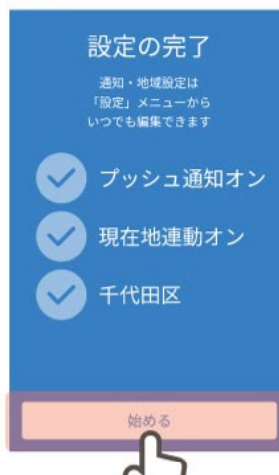 設定の完了
通知・地域設定は
「設定」メニューから
いつでも編集できます
プッシュ通知オン
現在地連動オン
千代田区
始める